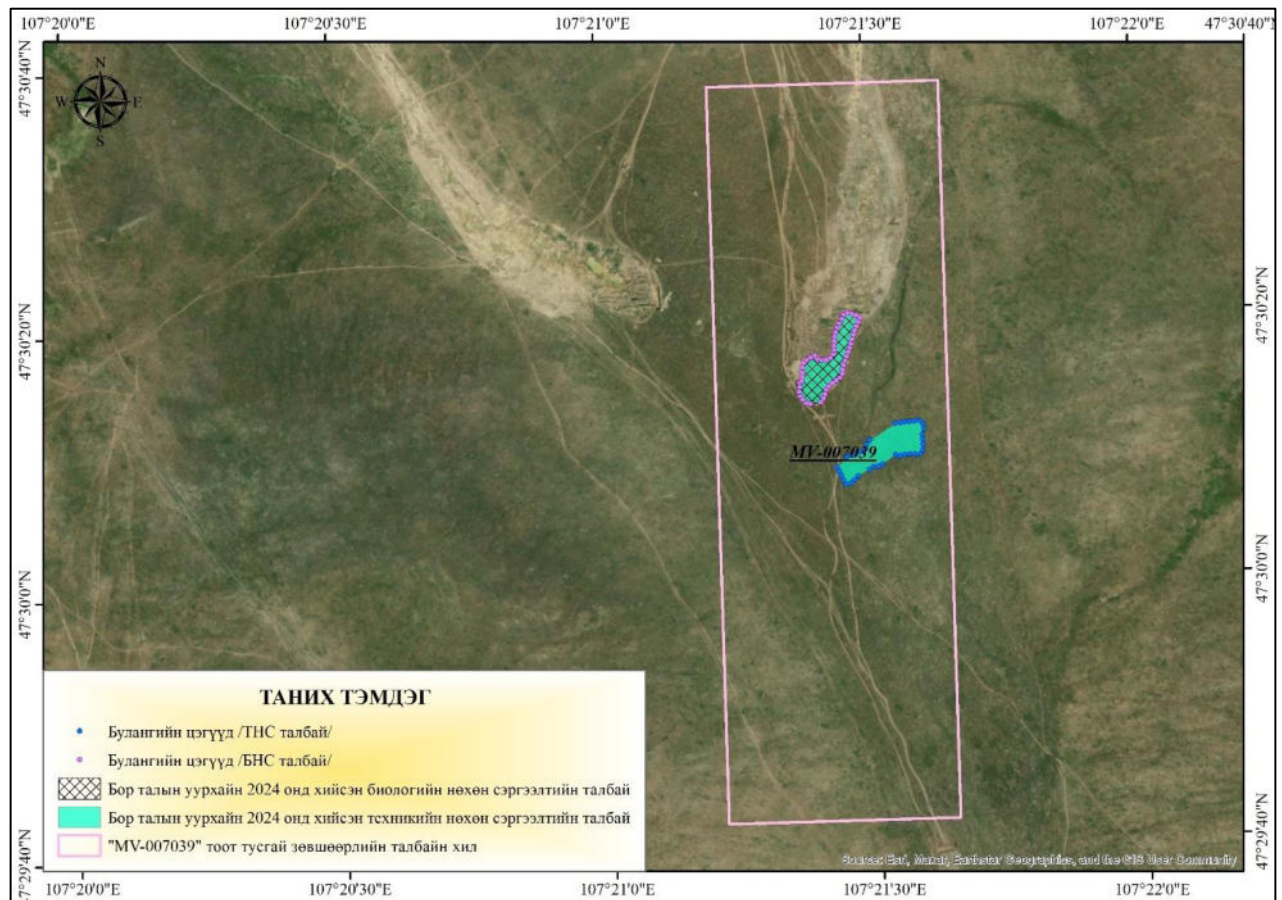 107°20'0"E 107°20'30"E 107°21'0"E 107°21'30"E 107°22'0"E 47°30'40"N
47°30'40"N
N
W E
S
47°30'20"N
47°30'20"N
MV-007039
47°30'0"N
47°30'0"N
ТАНИХ ТЭМДЭГ
Булангийн цэгүүд /ТНС талбай/
Булангийн цэгүүд /БНС талбай/
Бор талын уурхайн 2024 онд хийсэн биологийн нөхөн сэргээлтийн талбай
Бор талын уурхайн 2024 онд хийсэн техникийн нөхөн сэргээлтийн талбай
"MV-007039" тоот тусгай зөвшөөрлийн талбайн хил
47°29'40"N
47°29'40"N
Source: Esri, Maxar, Earthstar Geographics, and the GIS User Community
107°20'0"E 107°20'30"E 107°21'0"E 107°21'30"E 107°22'0"E